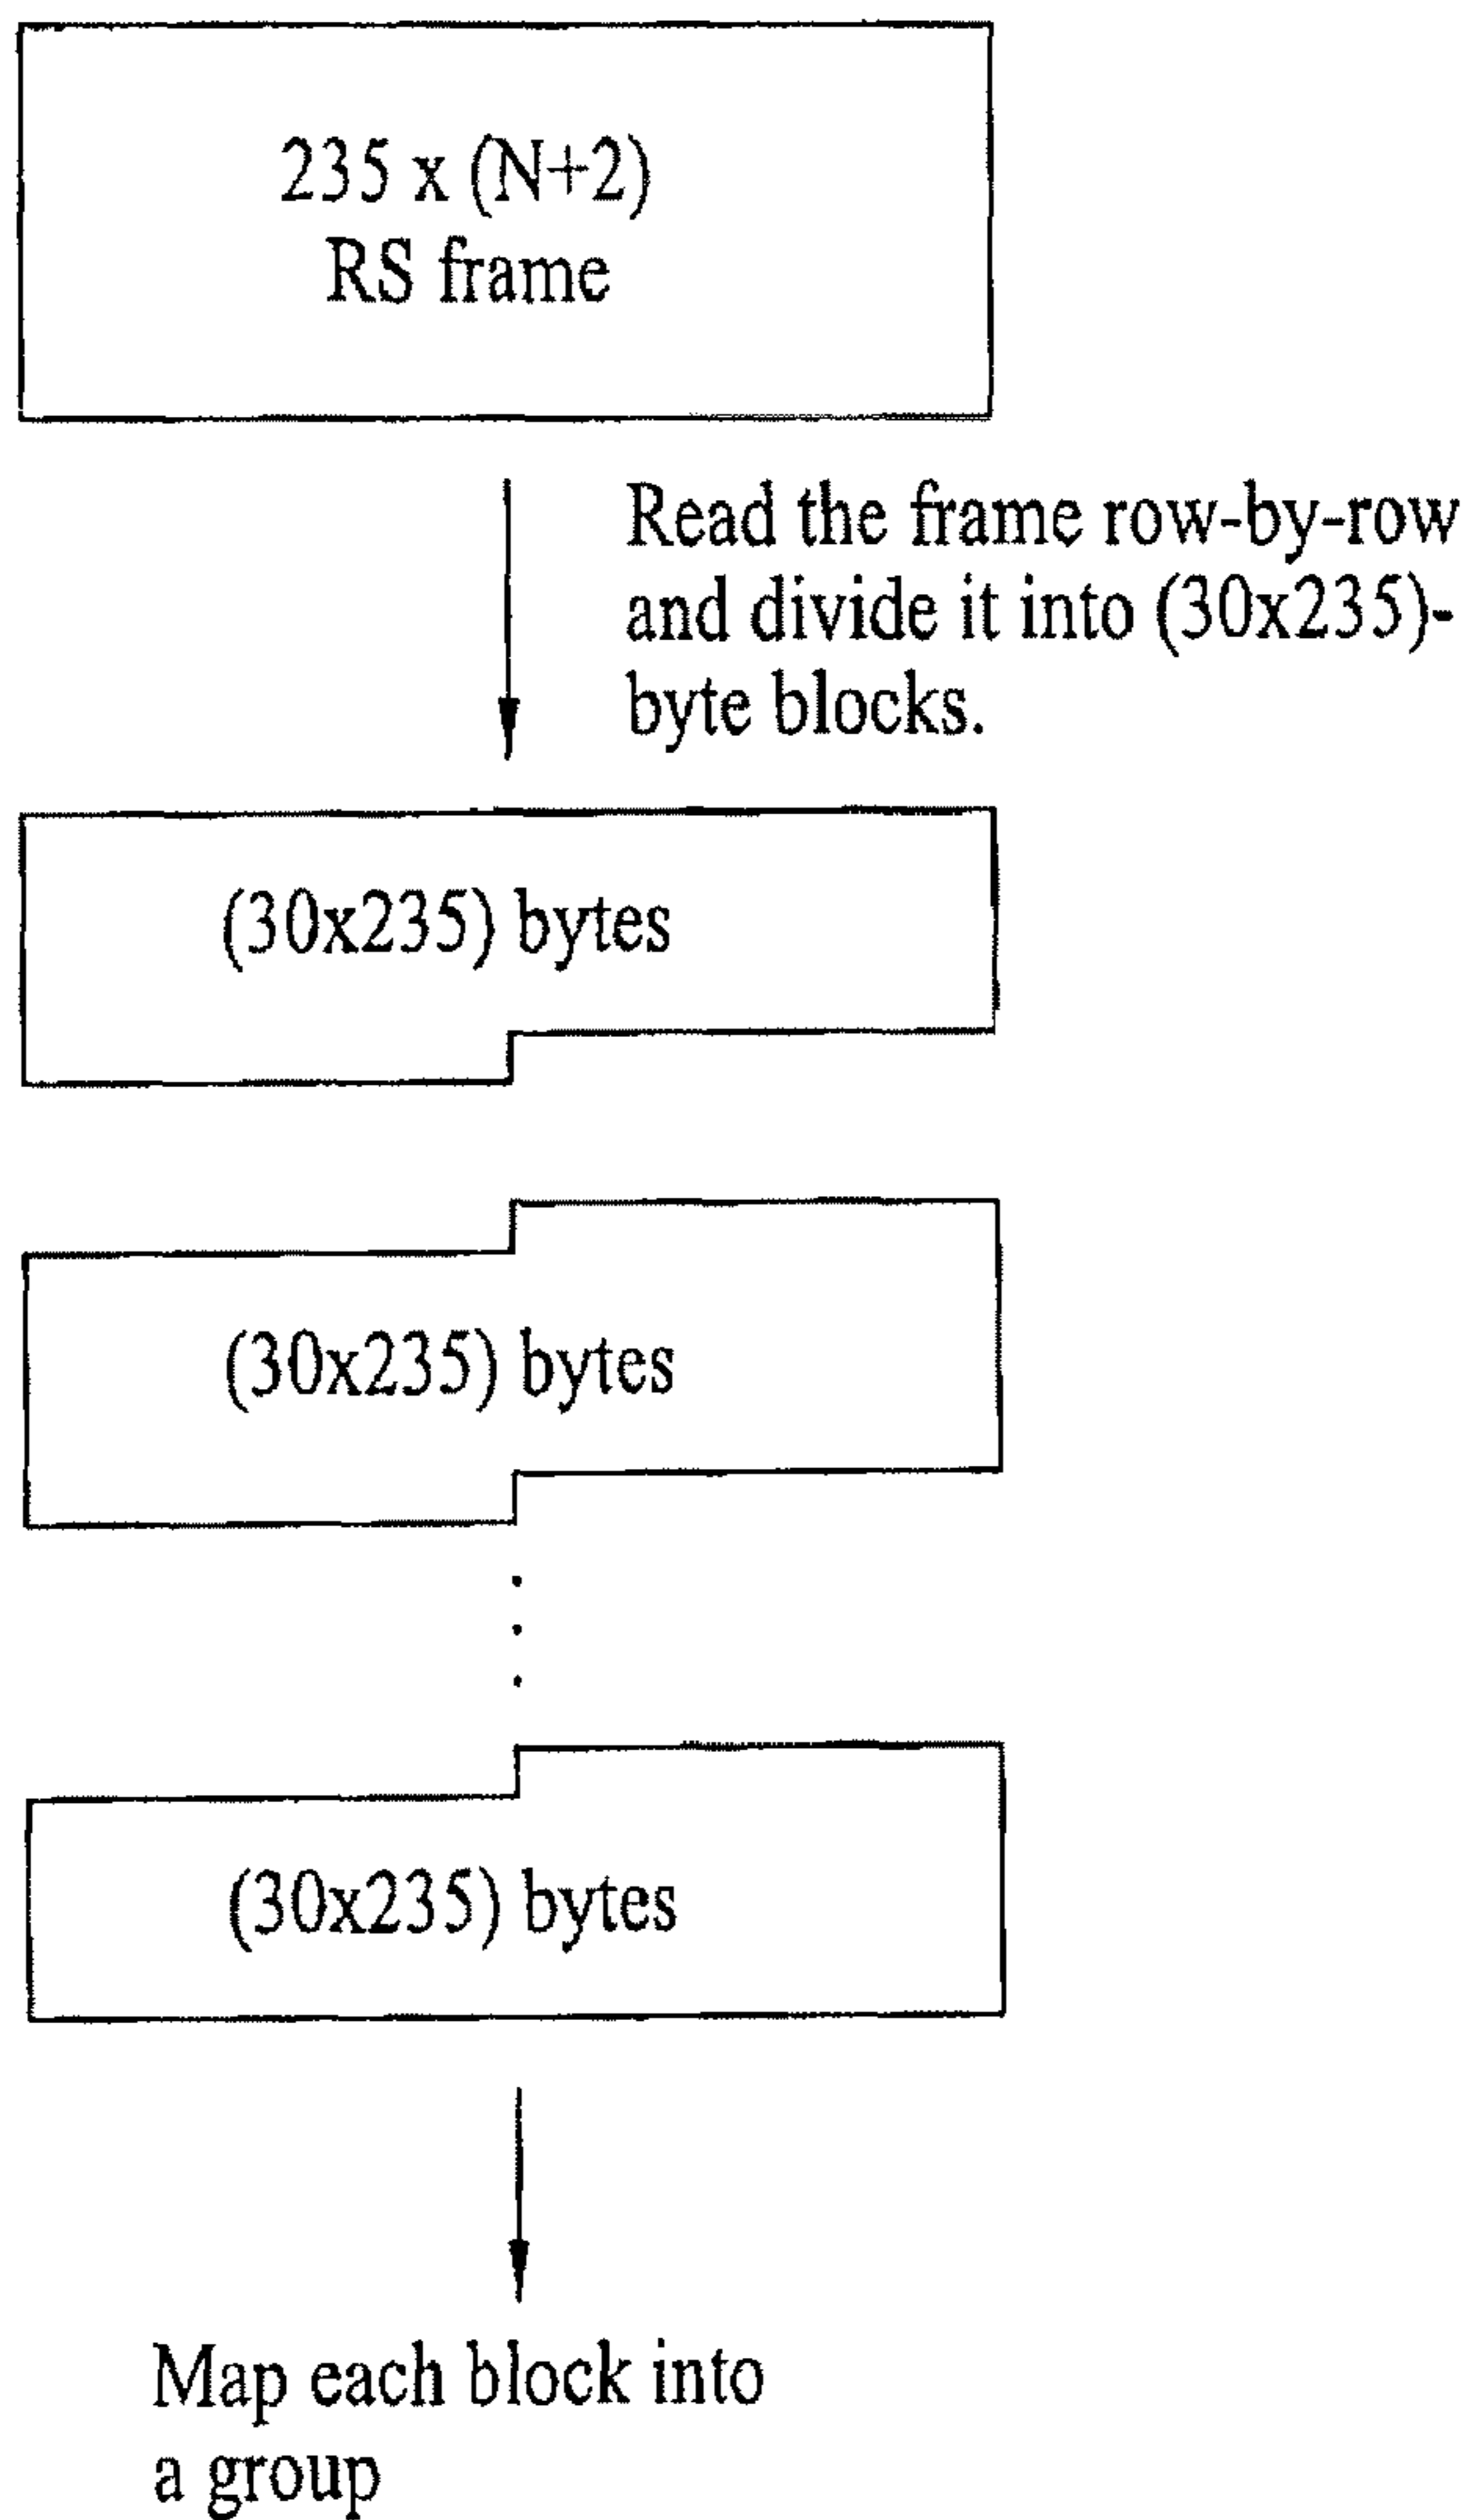 235 x (N+2)
RS frame
Read the frame row-by-row
and divide it into (30x235)-
byte blocks.
(30x235) bytes
(30x235) bytes
(30x235) bytes
Map each block into
a group